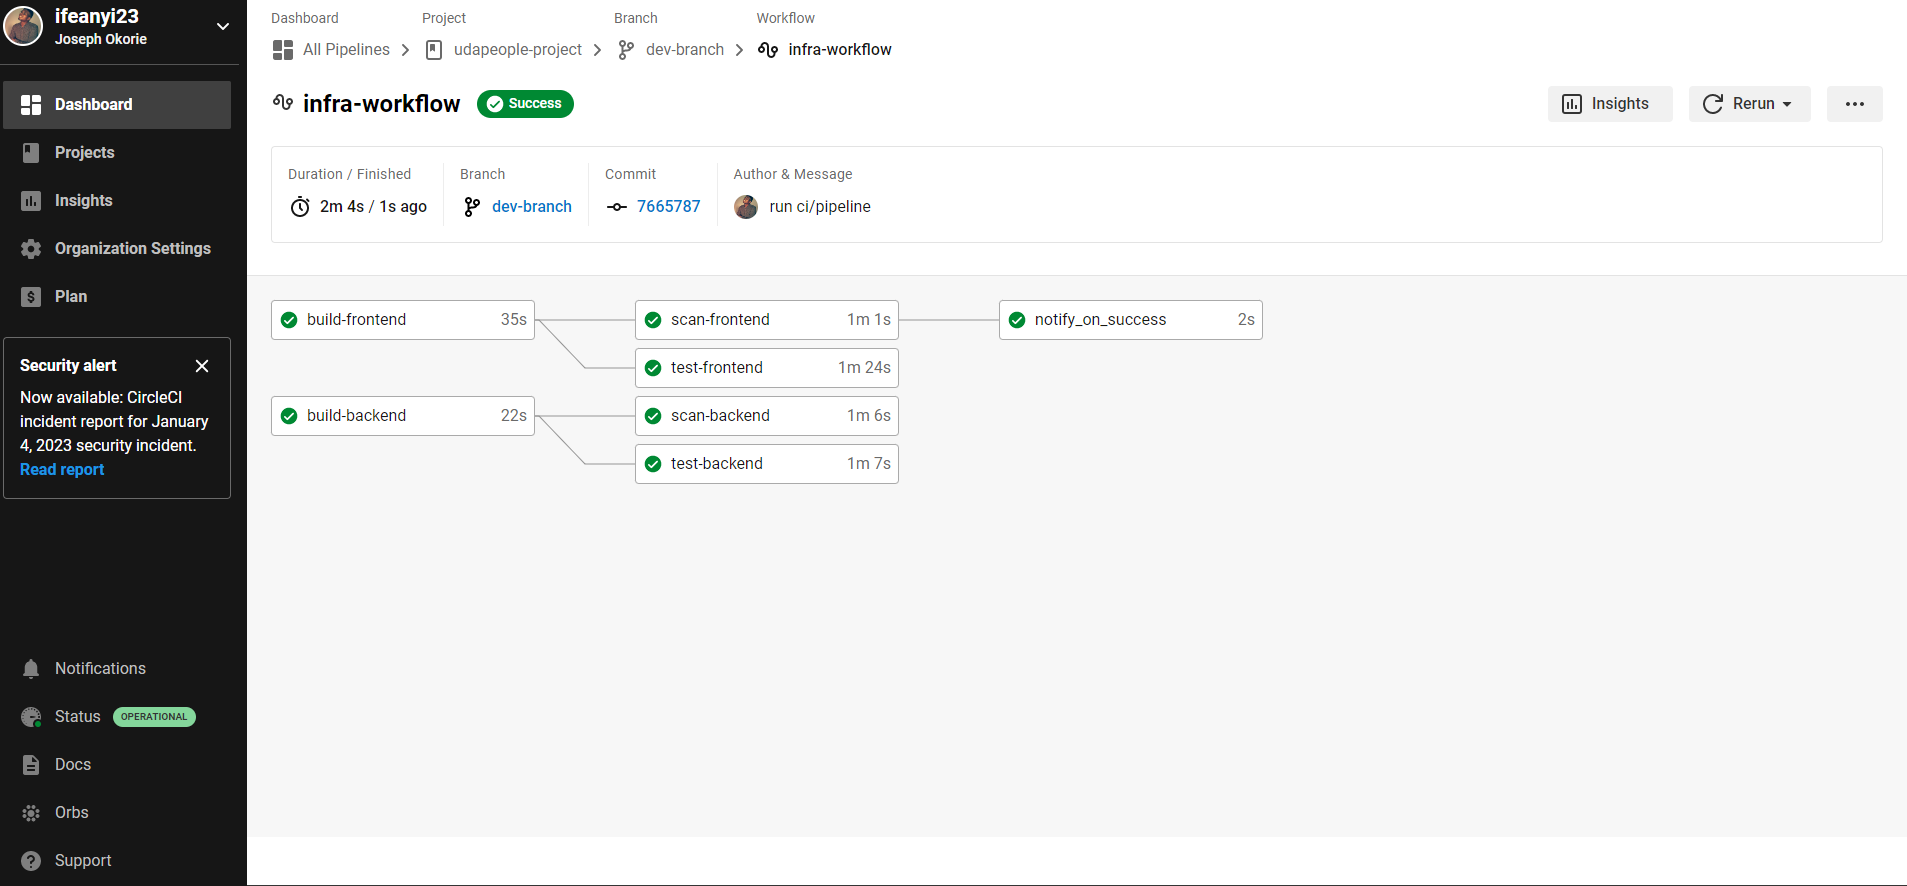 ifeanyi23
Joseph Okorie
Dashboard
Projects
Insights
Organization Settings
Plan
Security alert
Now available: CircleCI
incident report for January
4, 2023 security incident.
Read report
Notifications
Status OPERATIONAL
Docs
Orbs
Support
Dashboard Project Branch Workflow
All Pipelines udapeople-project dev-branch infra-workflow
infra-workflow Success
Insights Rerun
Duration / Finished Branch Commit Author & Message
2m 4s / 1s ago dev-branch 7665787 run ci/pipeline
build-frontend 35s scan-frontend 1m 1s notify_on_success 2s
test-frontend 1m 24s
build-backend 22s scan-backend 1m 6s
test-backend 1m 7s